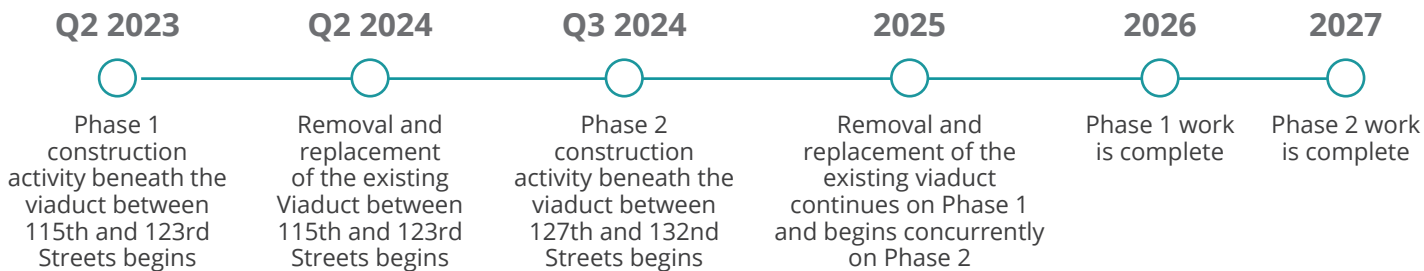 Q2 2023
Phase 1
construction
activity beneath the
viaduct between
115th and 123rd
Streets begins
Q2 2024
Removal and
replacement
of the existing
Viaduct between
115th and 123rd
Streets begins
Q3 2024
Phase 2
construction
activity beneath the
viaduct between
127th and 132nd
Streets begins
2025
Removal and
replacement of the
existing viaduct
continues on Phase 1
and begins concurrently
on Phase 2
2026
Phase 1 work
is complete
2027
Phase 2 work
is complete